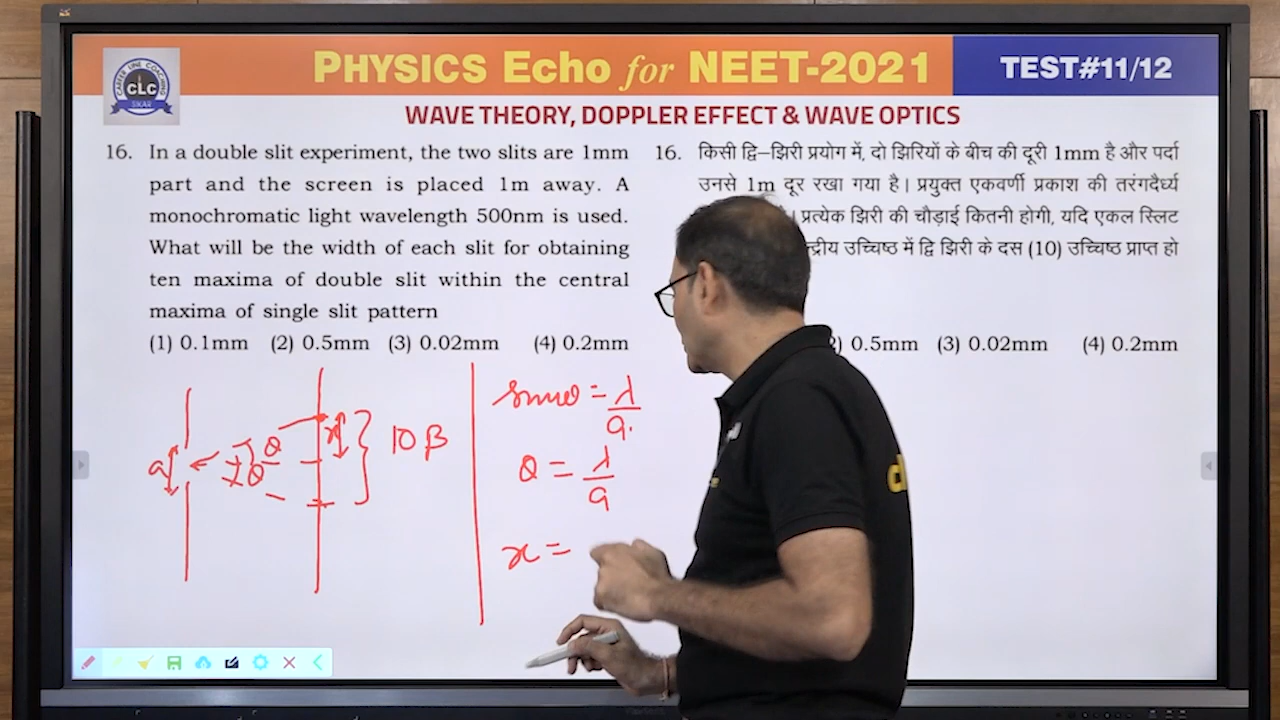 PHYSICS Echo for NEET-2021
TEST#11/12
CAREER LINE COACHING
CLC
SIKAR
WAVE THEORY, DOPPLER EFFECT & WAVE OPTICS
16. In a double slit experiment, the two slits are 1mm
part and the screen is placed 1m away. A
monochromatic light wavelength 500nm is used.
What will be the width of each slit for obtaining
ten maxima of double slit within the central
maxima of single slit pattern
(1) 0.1mm (2) 0.5mm (3) 0.02mm (4) 0.2mm
16. किसी द्वि–झिरी प्रयोग में, दो झिरियों के बीच की दूरी 1mm है और पर्दा
उनसे 1m दूर रखा गया है। प्रयुक्त एकवर्णी प्रकाश की तरंगदैर्ध्य
। प्रत्येक झिरी की चौड़ाई कितनी होगी, यदि एकल स्लिट
उच्चिष्ठ में द्वि झिरी के दस (10) उच्चिष्ठ प्राप्त हो
0.5mm (3) 0.02mm (4) 0.2mm
a
θ
θ
x
10 β
sinθ = λ/a
θ = λ/a
x =